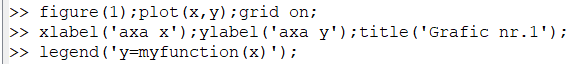 >> figure(1);plot(x,y);grid on;
>> xlabel('axa x');ylabel('axa y');title('Grafic nr.1');
>> legend('y=myfunction(x)');